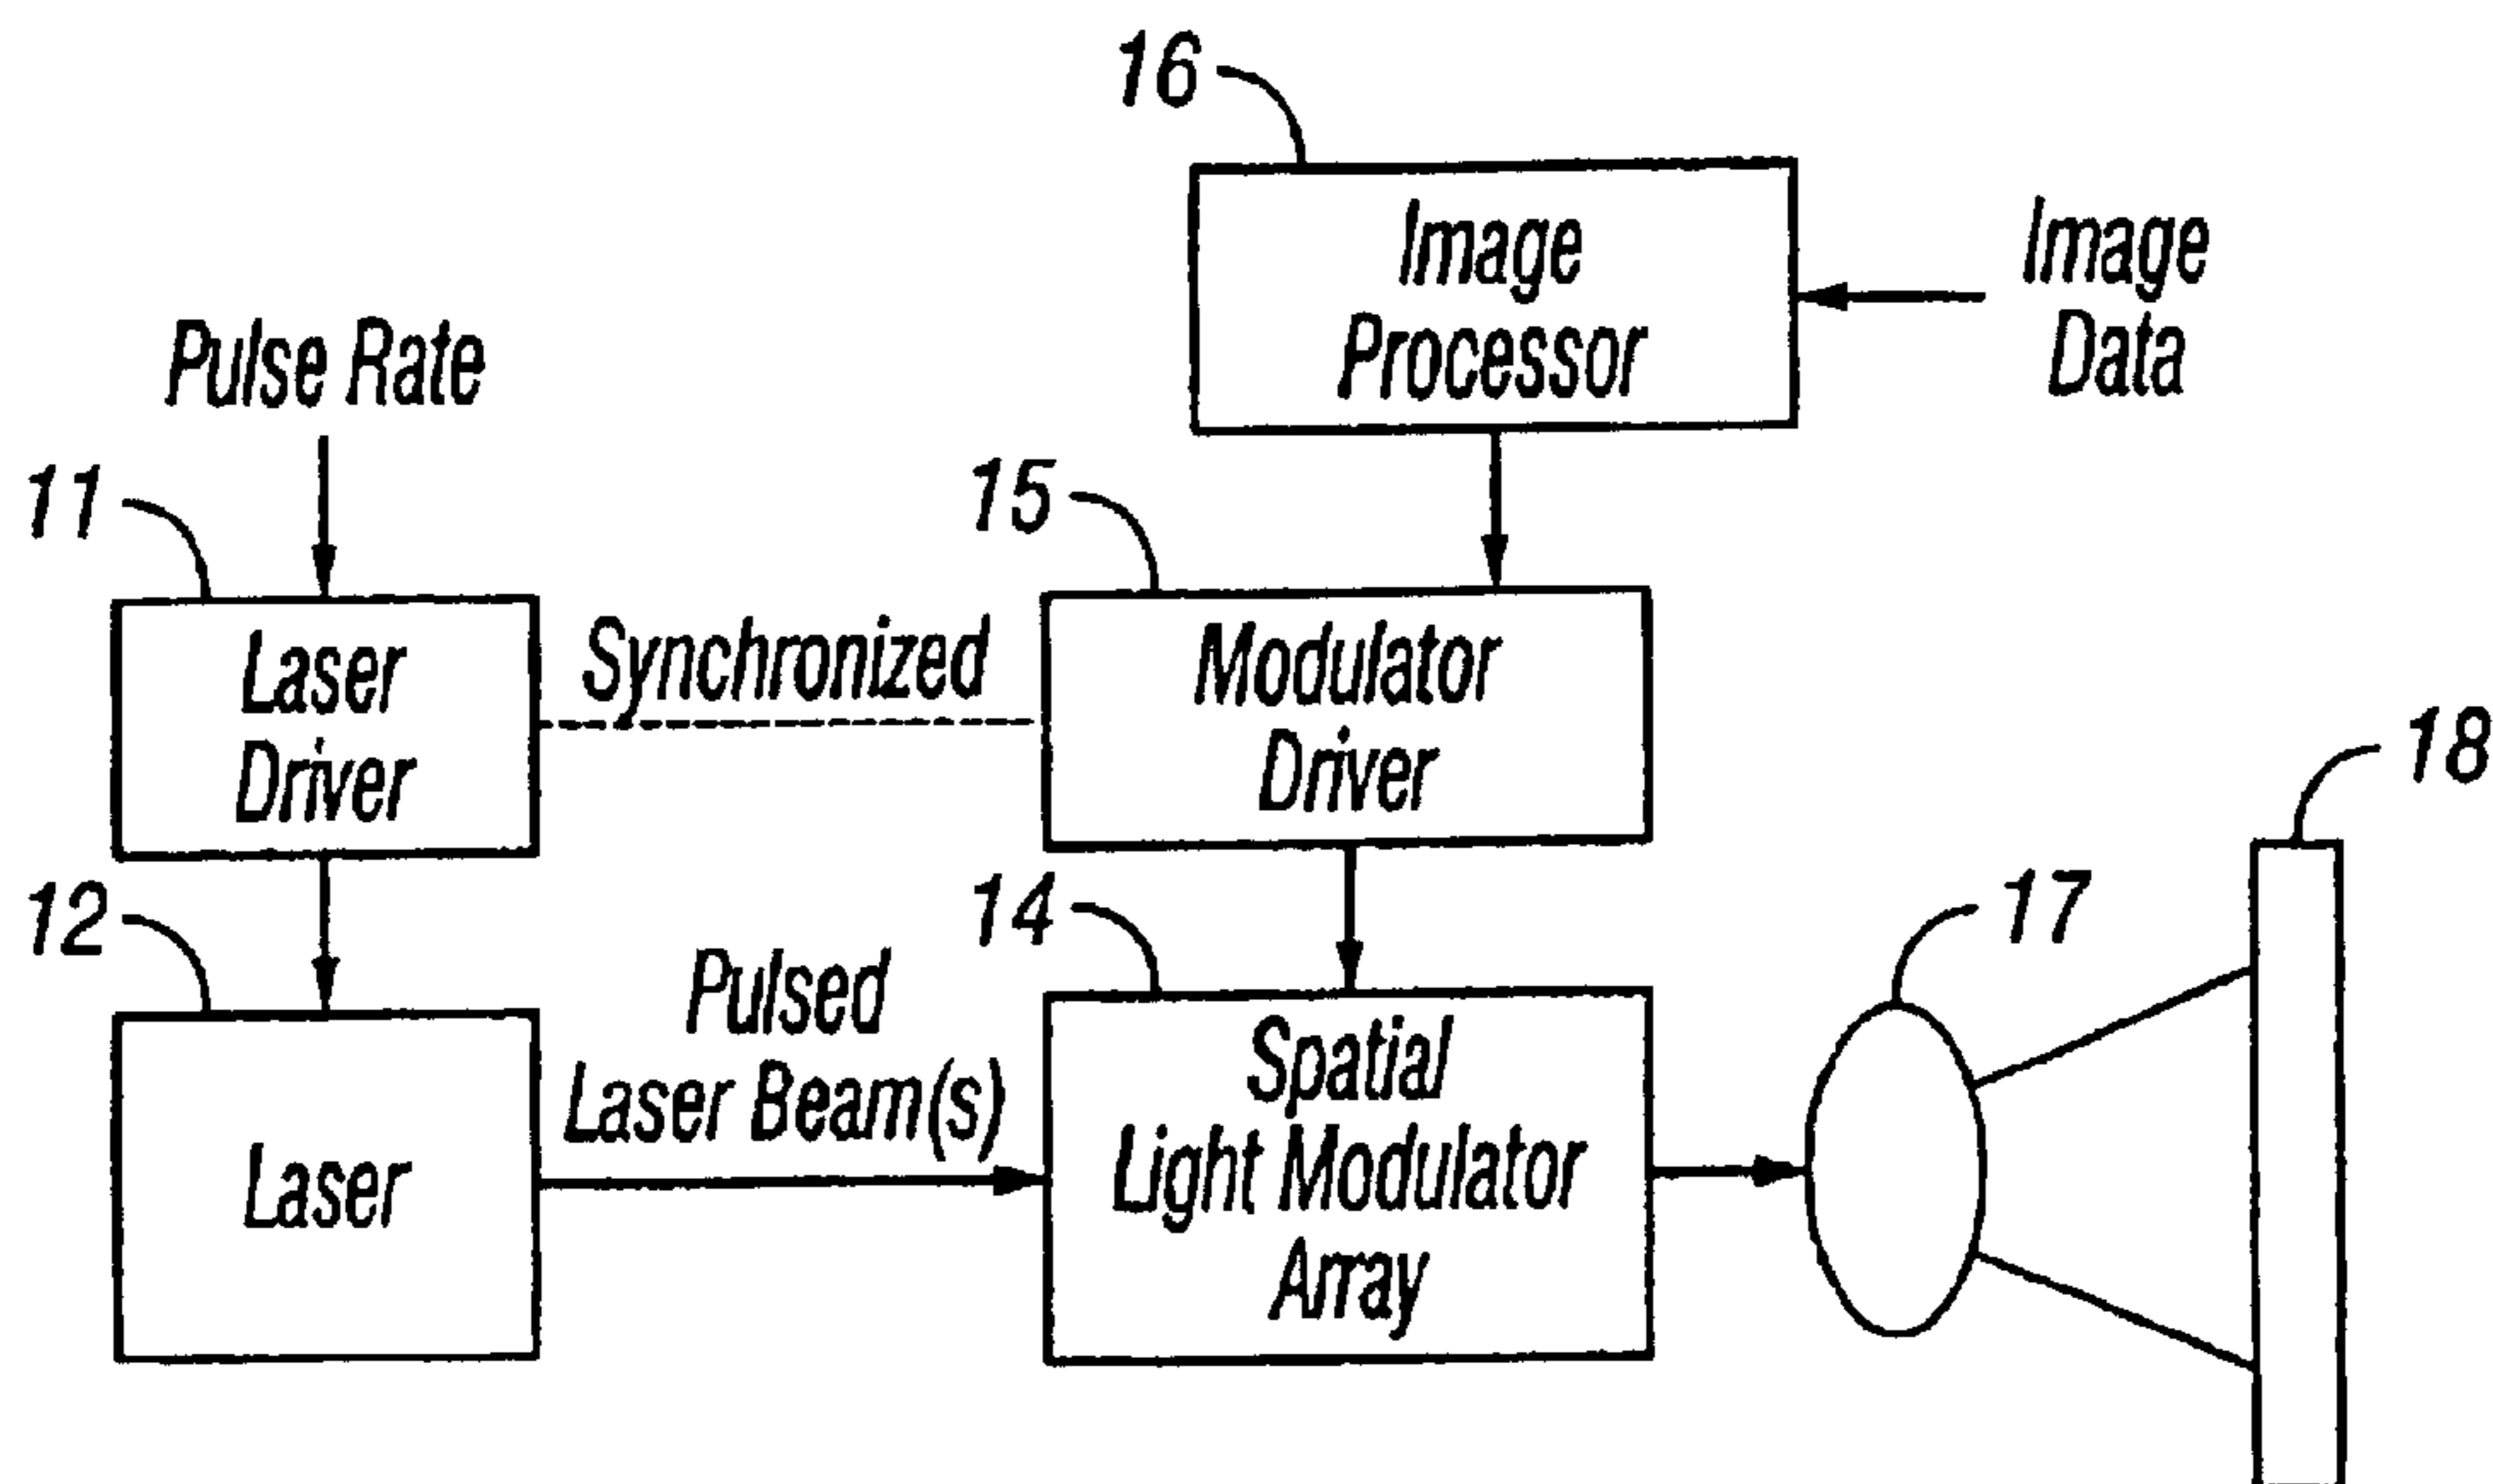 16
Image
Processor
Image
Data
Pulse Rate
11
15
Laser
Driver
Synchronized
Modulator
Driver
18
12
14
17
Pulsed
Laser Beam(s)
Laser
Spatial
Light Modulator
Array